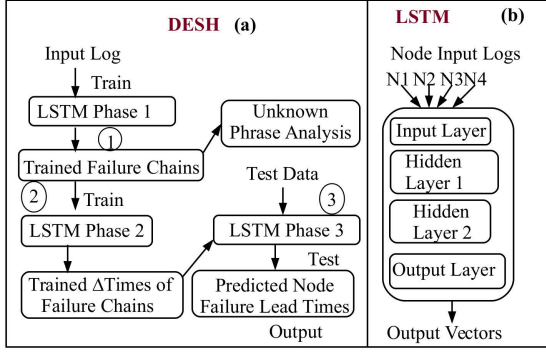 DESH (a)
Input Log
Train
LSTM Phase 1
1
Unknown
Phrase Analysis
Trained Failure Chains
2
Train
Test Data
3
LSTM Phase 2
LSTM Phase 3
Test
Trained ΔTimes of
Failure Chains
Predicted Node
Failure Lead Times
Output
LSTM (b)
Node Input Logs
N1 N2 N3N4
Input Layer
Hidden
Layer 1
Hidden
Layer 2
Output Layer
Output Vectors